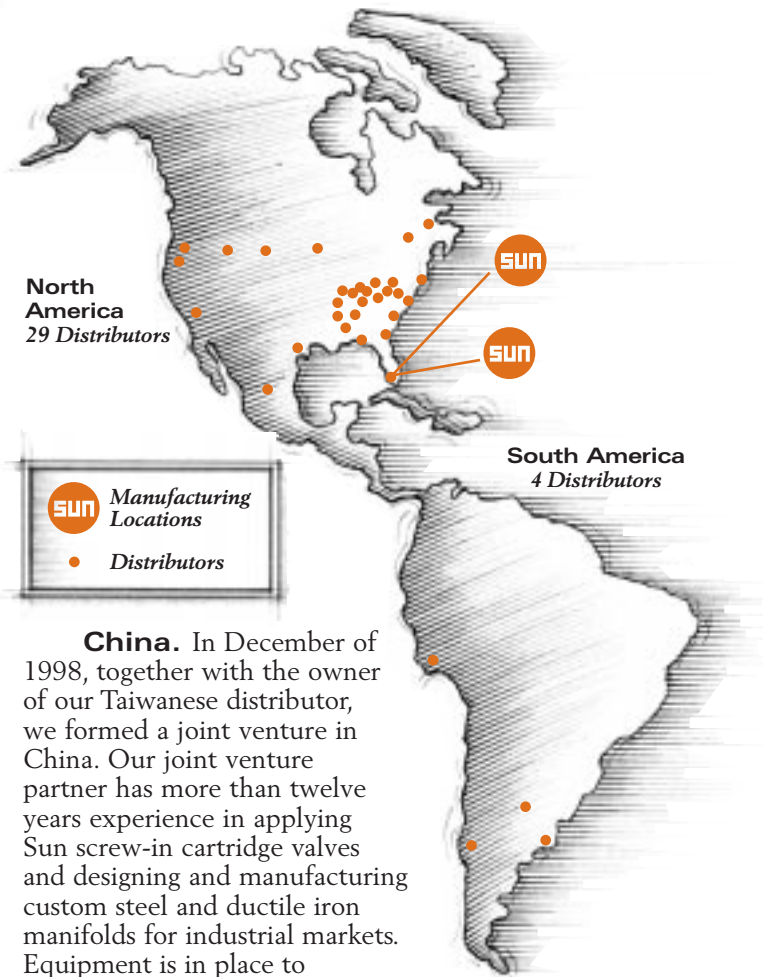 sun
North
America
29 Distributors
sun
South America
4 Distributors
sun Manufacturing
Locations
Distributors
China. In December of
1998, together with the owner
of our Taiwanese distributor,
we formed a joint venture in
China. Our joint venture
partner has more than twelve
years experience in applying
Sun screw-in cartridge valves
and designing and manufacturing
custom steel and ductile iron
manifolds for industrial markets.
Equipment is in place to